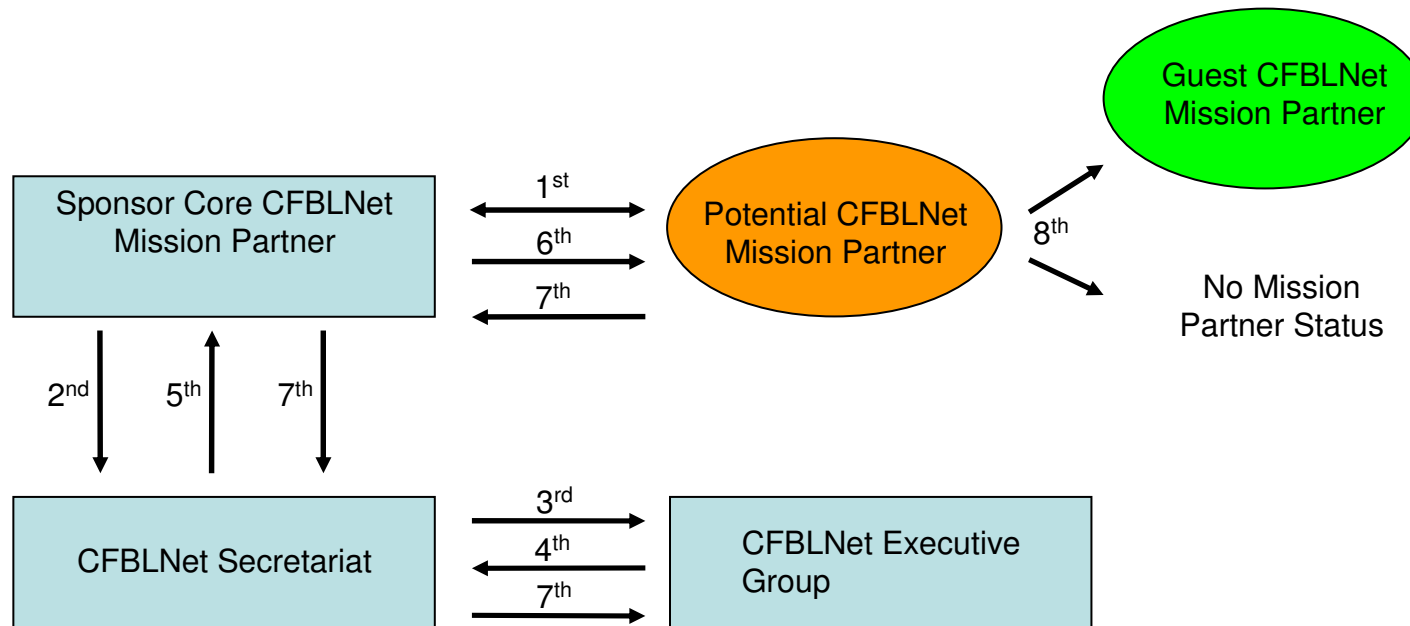 Guest CFBLNet
Mission Partner
Sponsor Core CFBLNet
Mission Partner
1st
6th
7th
Potential CFBLNet
Mission Partner
8th
No Mission
Partner Status
2nd
5th
7th
CFBLNet Secretariat
3rd
4th
7th
CFBLNet Executive
Group